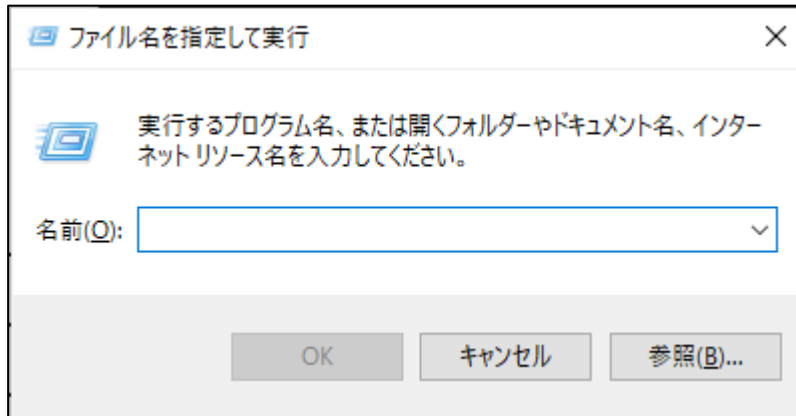 ファイル名を指定して実行
実行するプログラム名、または開くフォルダーやドキュメント名、インター
ネット リソース名を入力してください。
名前(O):
OK キャンセル 参照(B)...